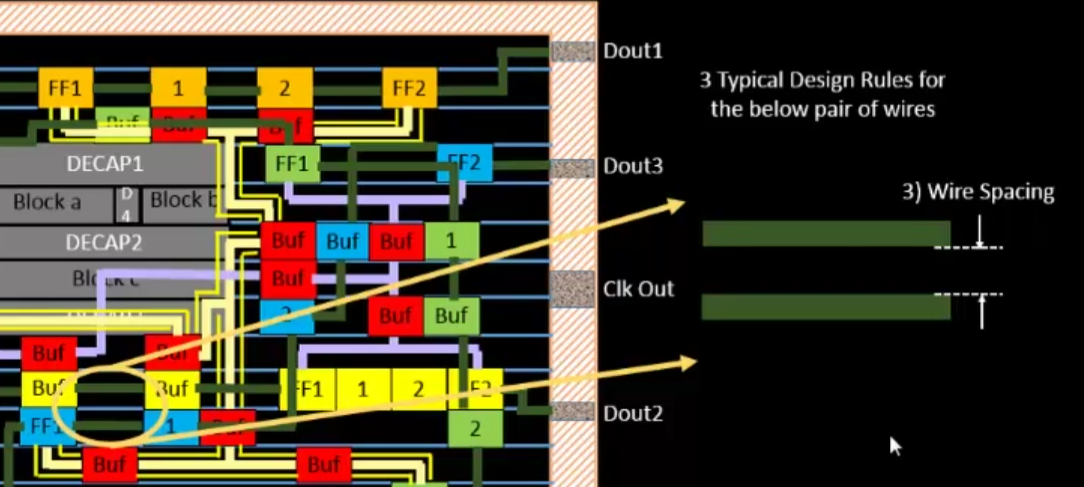 Dout1
FF1
1
2
FF2
3 Typical Design Rules for
the below pair of wires
Buf
Buf
Buf
DECAP1
FF1
FF2
Dout3
Block a
D
4
Block b
3) Wire Spacing
DECAP2
Buf
Buf
Buf
1
Block c
Buf
Clk Out
2
Buf
Buf
Buf
Buf
Buf
Buf
FF1
1
2
FF2
Dout2
FF1
1
Buf
2
Buf
Buf